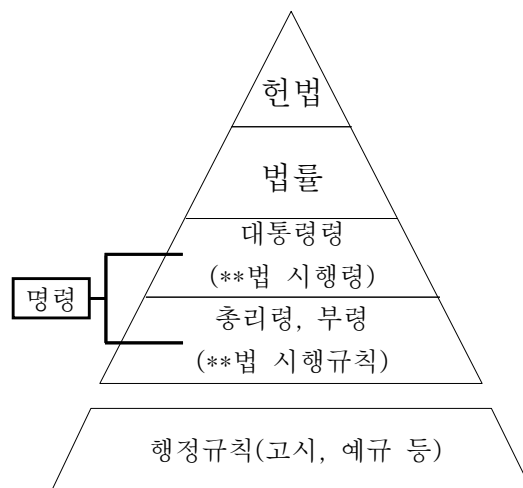 헌법
법률
대통령령
(**법 시행령)
명령
총리령, 부령
(**법 시행규칙)
행정규칙(고시, 예규 등)